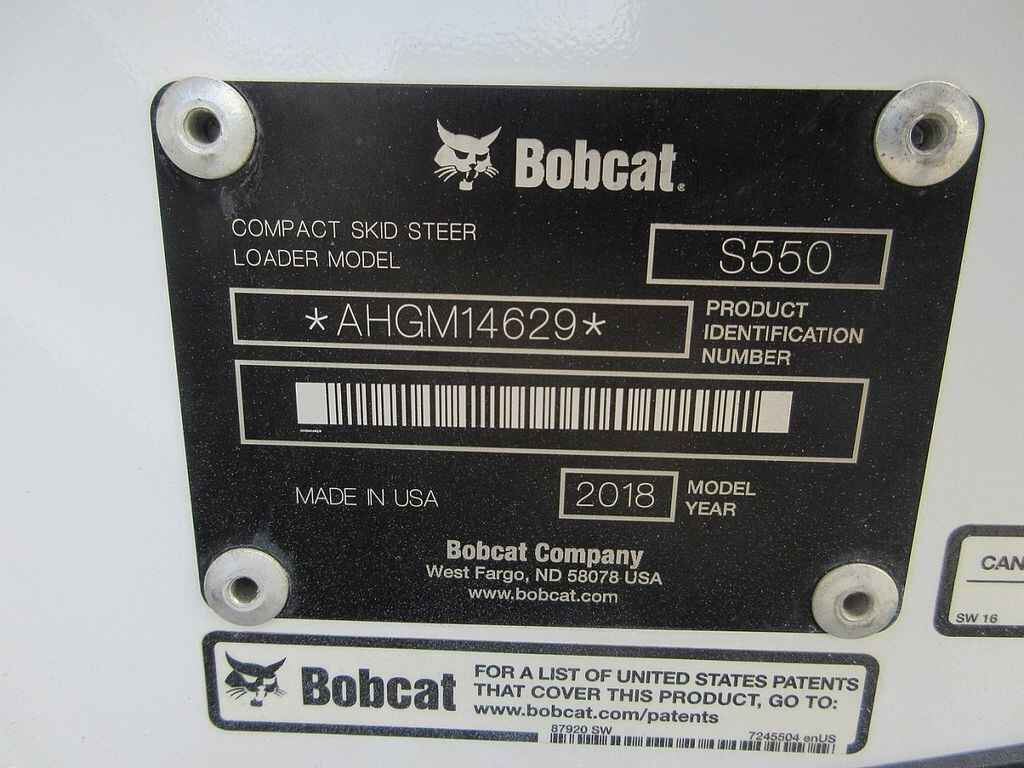 Bobcat.
COMPACT SKID STEER
LOADER MODEL
S550
*AHGM14629*
PRODUCT
IDENTIFICATION
NUMBER
MADE IN USA
2018
MODEL
YEAR
Bobcat Company
West Fargo, ND 58078 USA
www.bobcat.com
CAN
SW 16
Bobcat
FOR A LIST OF UNITED STATES PATENTS
THAT COVER THIS PRODUCT, GO TO:
www.bobcat.com/patents
87920 SW
7245504 enUS